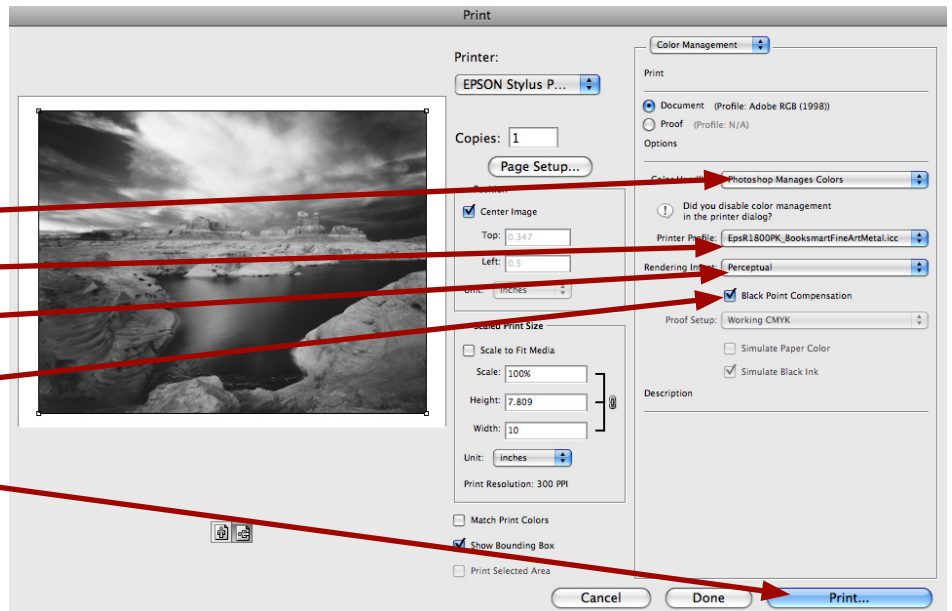 Print
Printer:
EPSON Stylus P...
Copies: 1
Page Setup...
Position
Center Image
Top: 0.347
Left: 0.5
Unit: inches
Scaled Print Size
Scale to Fit Media
Scale: 100%
Height: 7.809
Width: 10
Unit: inches
Print Resolution: 300 PPI
Match Print Colors
Show Bounding Box
Print Selected Area
Color Management
Print
Document (Profile: Adobe RGB (1998))
Proof (Profile: N/A)
Options
Photoshop Manages Colors
Did you disable color management
in the printer dialog?
Printer Profile: EpsR1800PK_BooksmartFineArtMetal.icc
Rendering Intent: Perceptual
Black Point Compensation
Proof Setup: Working CMYK
Simulate Paper Color
Simulate Black Ink
Description
Cancel
Done
Print...